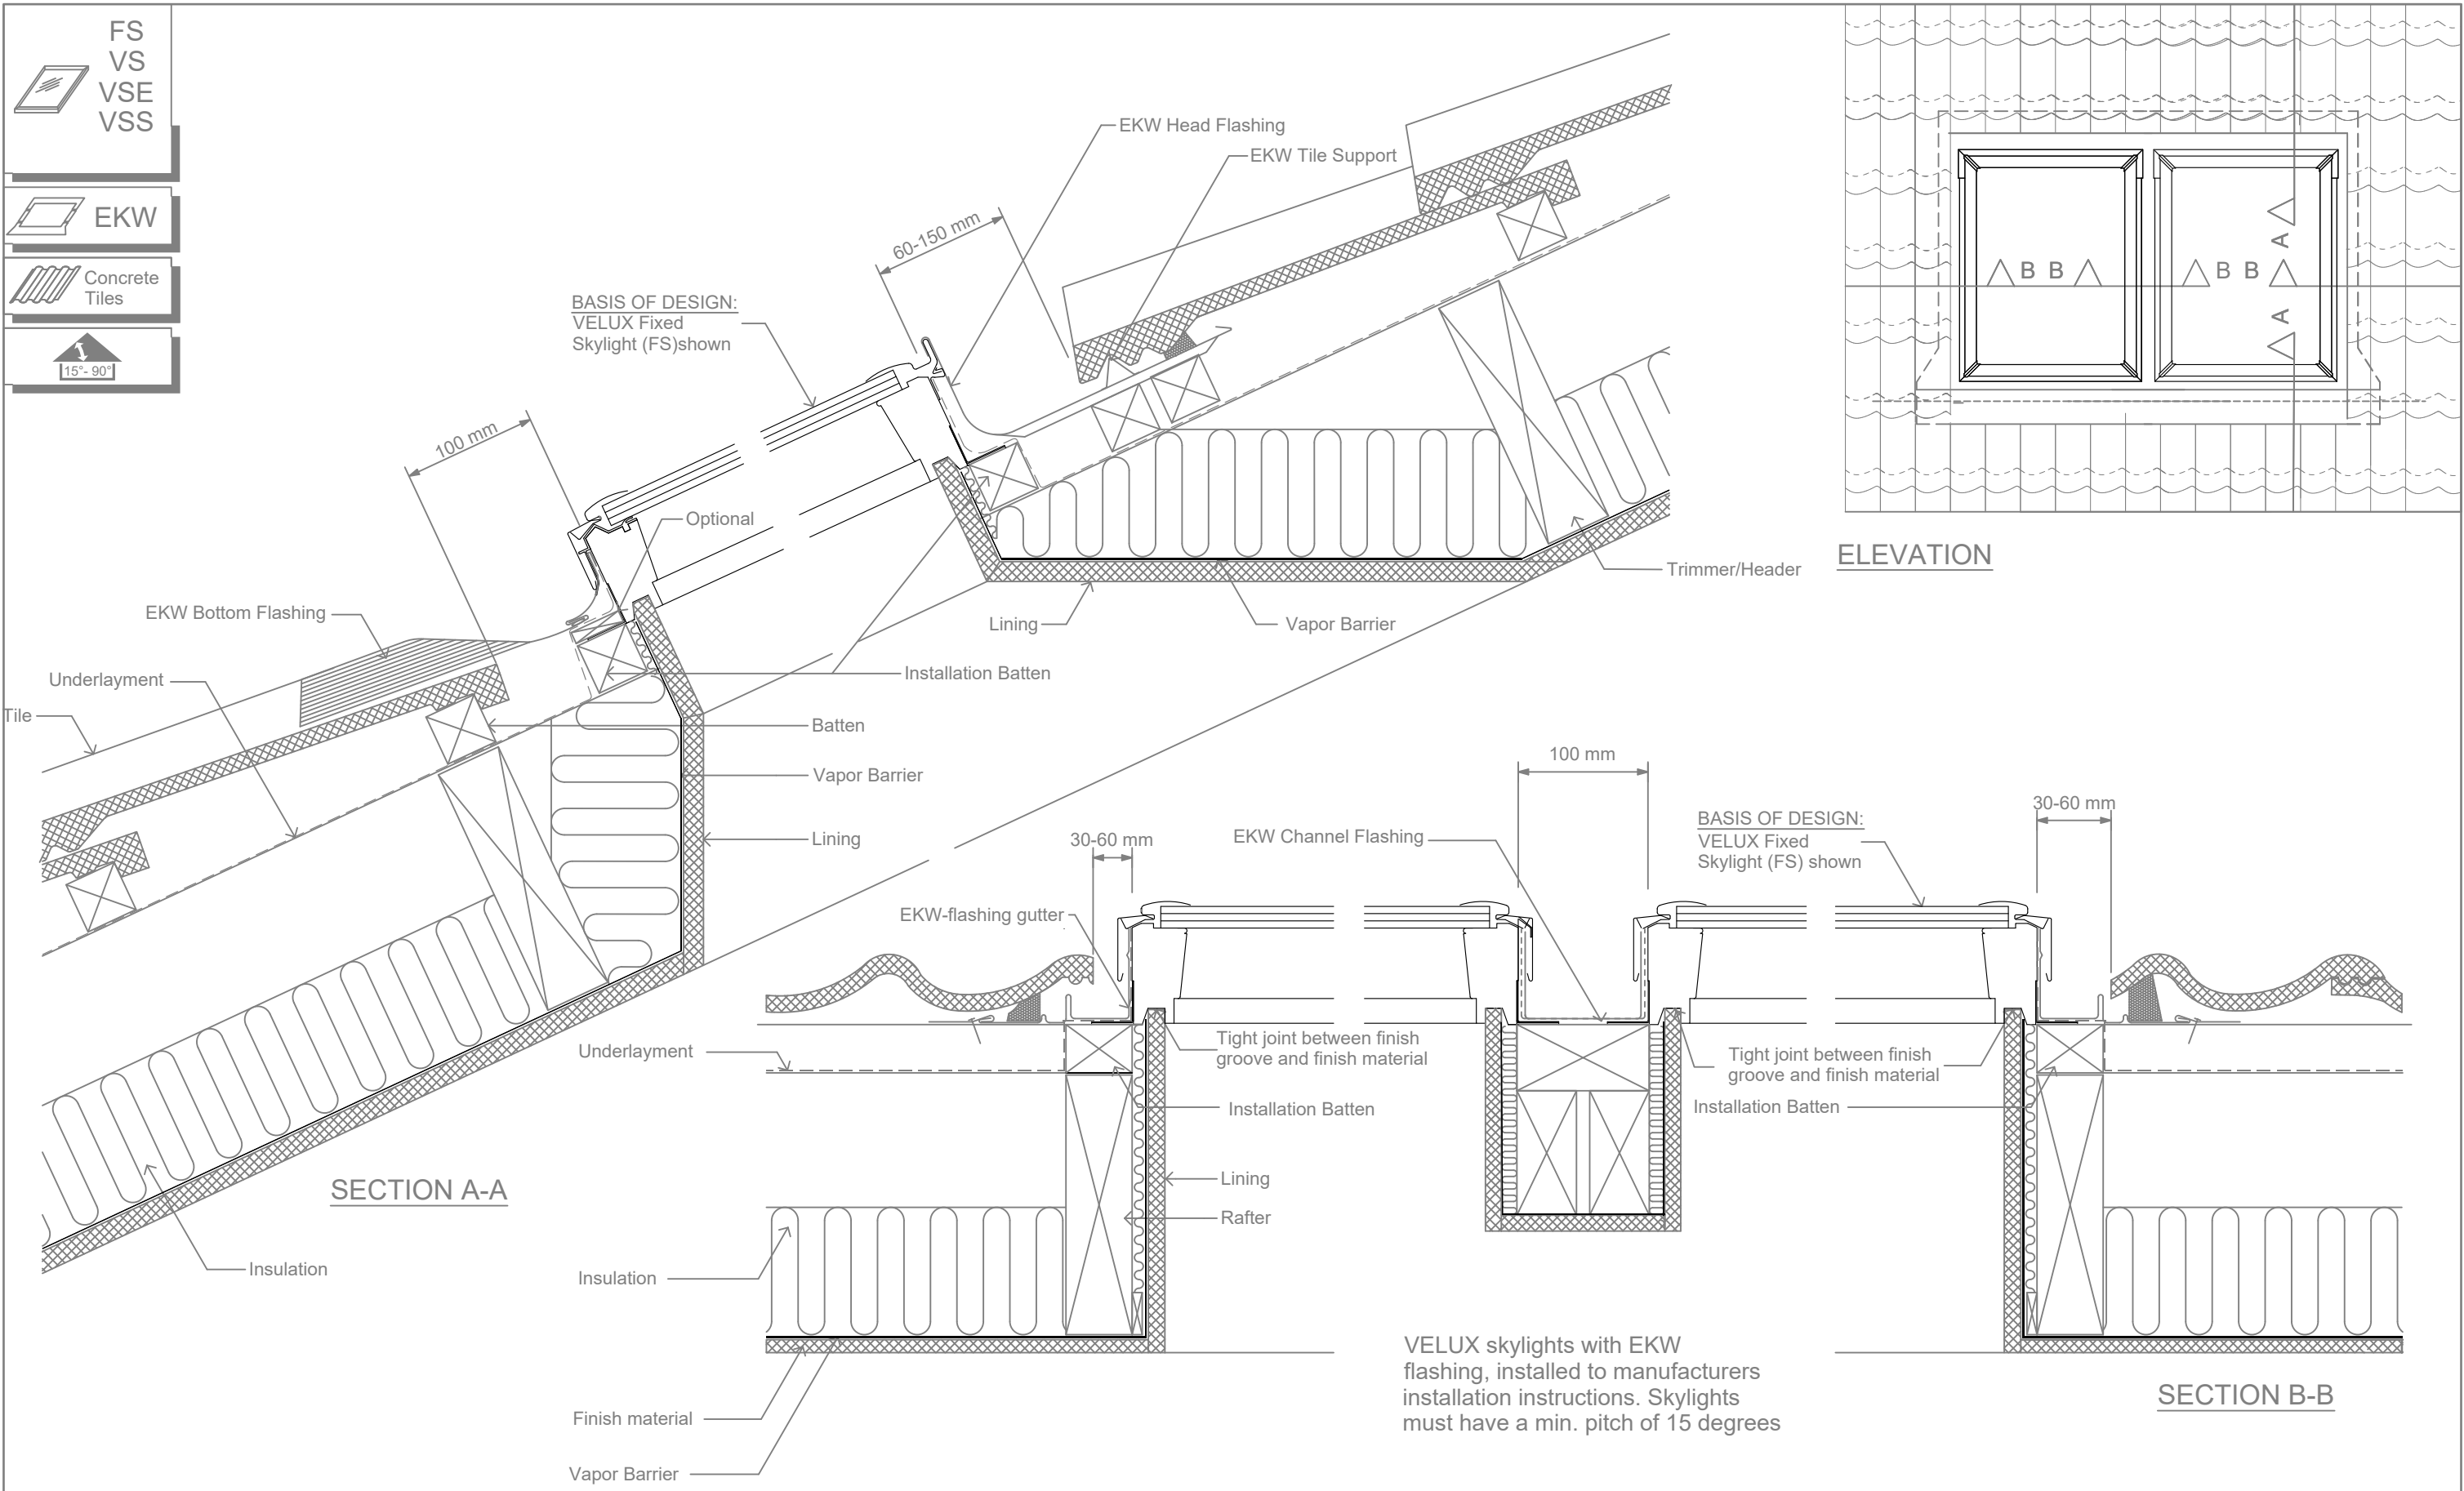 FS
VS
VSE
VSS
EKW
Concrete
Tiles
15°- 90°
EKW Head Flashing
EKW Tile Support
60-150 mm
BASIS OF DESIGN:
VELUX Fixed
Skylight (FS)shown
100 mm
Optional
EKW Bottom Flashing
Underlayment
Tile
Installation Batten
Batten
Vapor Barrier
Lining
Lining
Vapor Barrier
Trimmer/Header
Insulation
SECTION A-A
B B
B B
A
A
ELEVATION
100 mm
30-60 mm
EKW Channel Flashing
BASIS OF DESIGN:
VELUX Fixed
Skylight (FS) shown
30-60 mm
EKW-flashing gutter
Underlayment
Tight joint between finish
groove and finish material
Tight joint between finish
groove and finish material
Installation Batten
Installation Batten
Lining
Rafter
Insulation
Finish material
Vapor Barrier
VELUX skylights with EKW
flashing, installed to manufacturers
installation instructions. Skylights
must have a min. pitch of 15 degrees
SECTION B-B